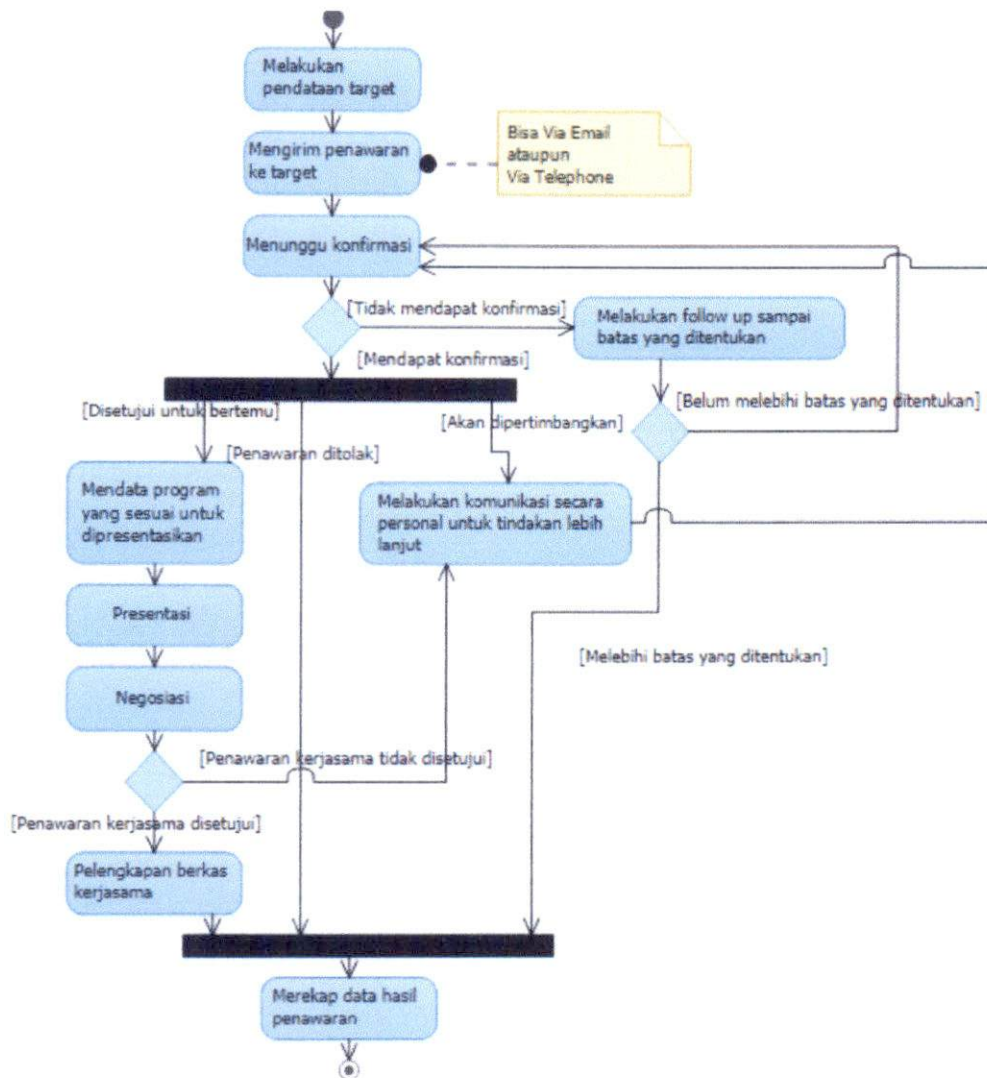 Melakukan
pendataan target
Mengirim penawaran
ke target
Bisa Via Email
ataupun
Via Telephone
Menunggu konfirmasi
[Tidak mendapat konfirmasi]
Melakukan follow up sampai
batas yang ditentukan
[Mendapat konfirmasi]
[Disetujui untuk bertemu]
[Penawaran ditolak]
[Akan dipertimbangkan]
[Belum melebihi batas yang ditentukan]
Mendata program
yang sesuai untuk
dipresentasikan
Melakukan komunikasi secara
personal untuk tindakan lebih
lanjut
Presentasi
[Melebihi batas yang ditentukan]
Negosiasi
[Penawaran kerjasama tidak disetujui]
[Penawaran kerjasama disetujui]
Pelengkapan berkas
kerjasama
Merekap data hasil
penawaran